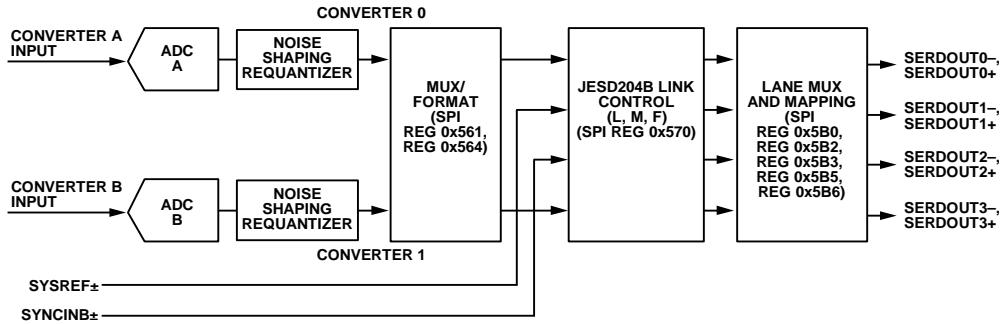 CONVERTER 0
CONVERTER A
INPUT
ADC
A
NOISE
SHAPING
REQUANTIZER
MUX/
FORMAT
(SPI
REG 0x561,
REG 0x564)
JESD204B LINK
CONTROL
(L, M, F)
(SPI REG 0x570)
LANE MUX
AND MAPPING
(SPI
REG 0x5B0,
REG 0x5B2,
REG 0x5B3,
REG 0x5B5,
REG 0x5B6)
SERDOUT0–,
SERDOUT0+
SERDOUT1–,
SERDOUT1+
SERDOUT2–,
SERDOUT2+
SERDOUT3–,
SERDOUT3+
CONVERTER B
INPUT
ADC
B
NOISE
SHAPING
REQUANTIZER
CONVERTER 1
SYSREF±
SYNCINB±